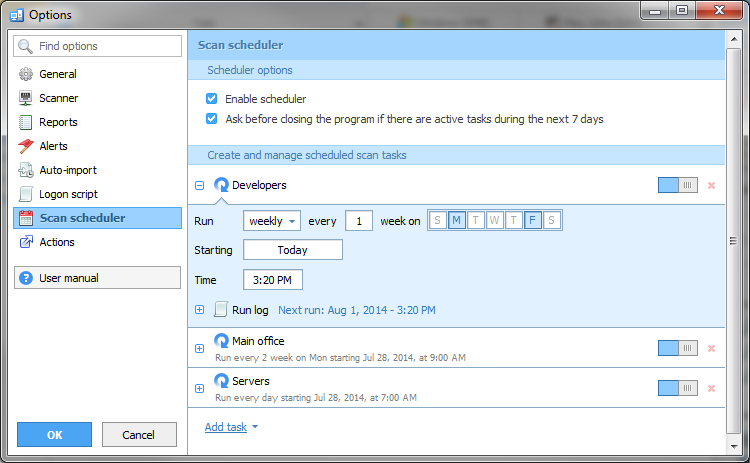 Options
Find options
General
Scanner
Reports
Alerts
Auto-import
Logon script
Scan scheduler
Actions
? User manual
OK
Cancel
Scan scheduler
Scheduler options
Enable scheduler
Ask before closing the program if there are active tasks during the next 7 days
Create and manage scheduled scan tasks
Developers
Run weekly every 1 week on S M T W T F S
Starting Today
Time 3:20 PM
Run log Next run: Aug 1, 2014 - 3:20 PM
Main office
Run every 2 week on Mon starting Jul 28, 2014, at 9:00 AM
Servers
Run every day starting Jul 28, 2014, at 7:00 AM
Add task